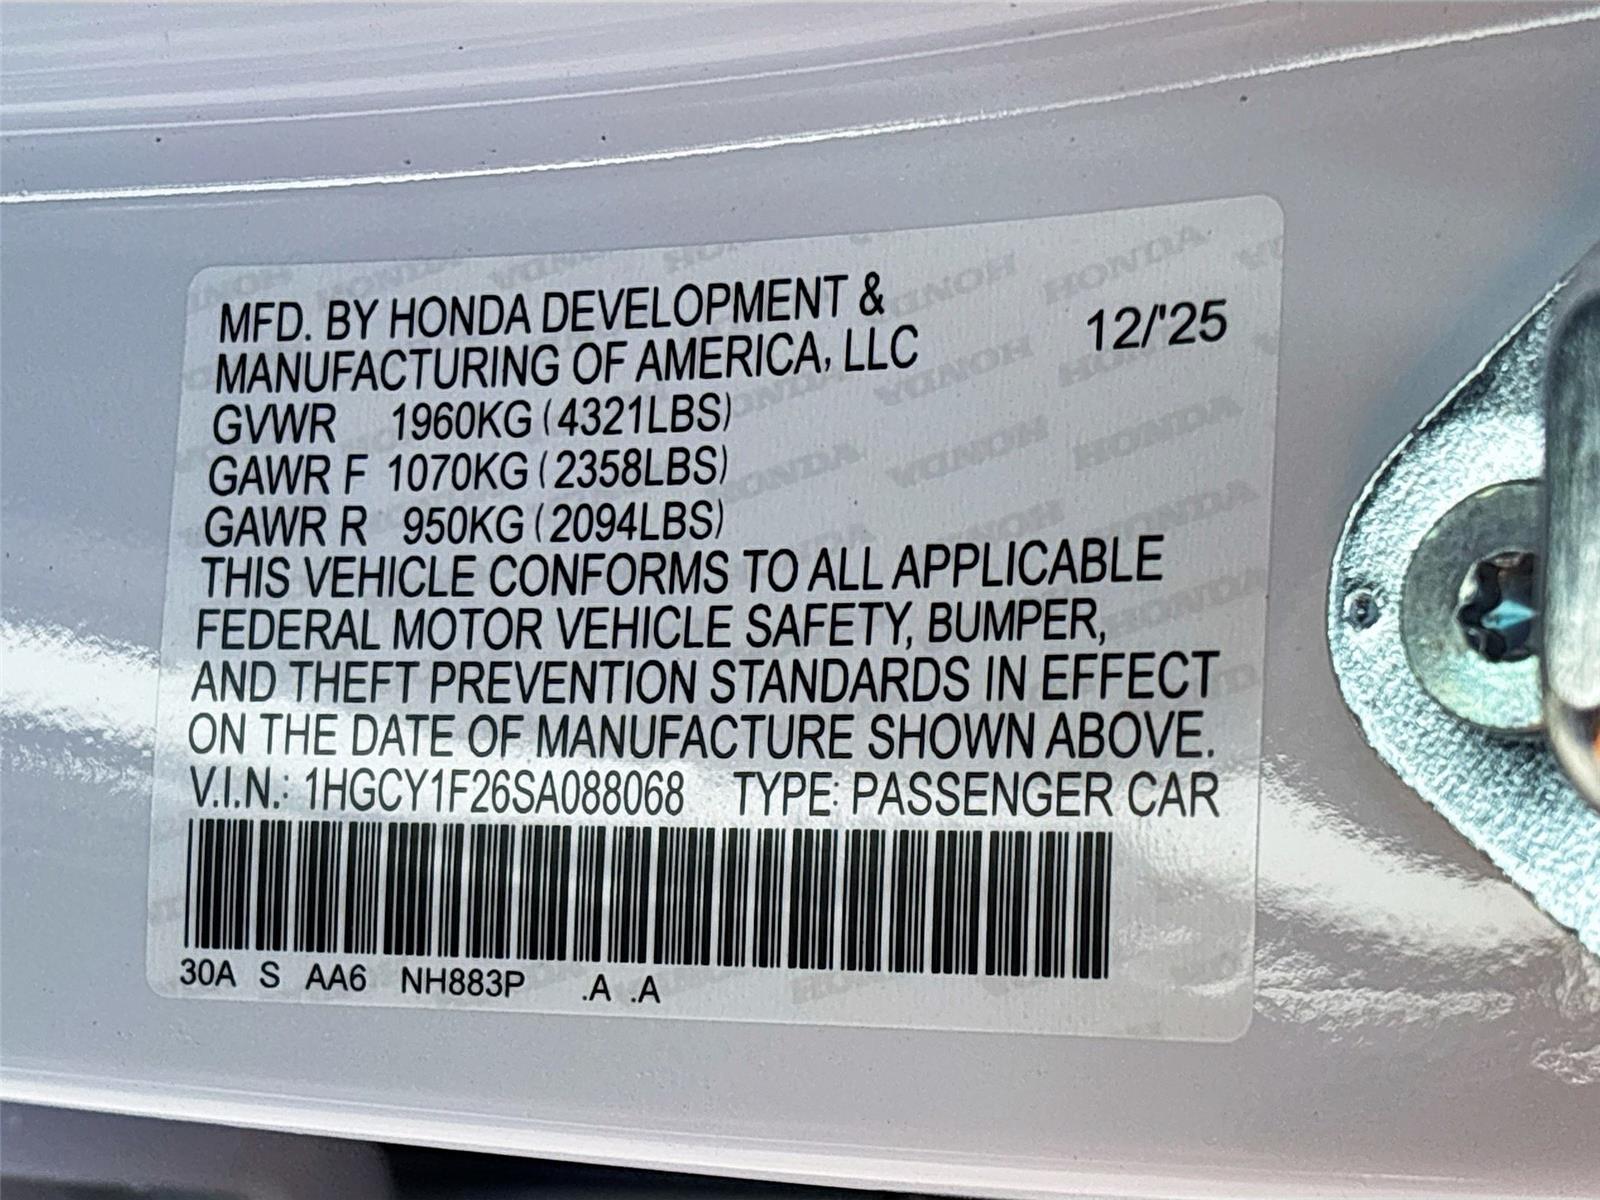 MFD. BY HONDA DEVELOPMENT &
MANUFACTURING OF AMERICA, LLC 12/'25
GVWR 1960KG (4321LBS)
GAWR F 1070KG (2358LBS)
GAWR R 950KG (2094LBS)
THIS VEHICLE CONFORMS TO ALL APPLICABLE
FEDERAL MOTOR VEHICLE SAFETY, BUMPER,
AND THEFT PREVENTION STANDARDS IN EFFECT
ON THE DATE OF MANUFACTURE SHOWN ABOVE.
V.I.N.: 1HGCY1F26SA088068 TYPE: PASSENGER CAR
30A S AA6 NH883P .A .A